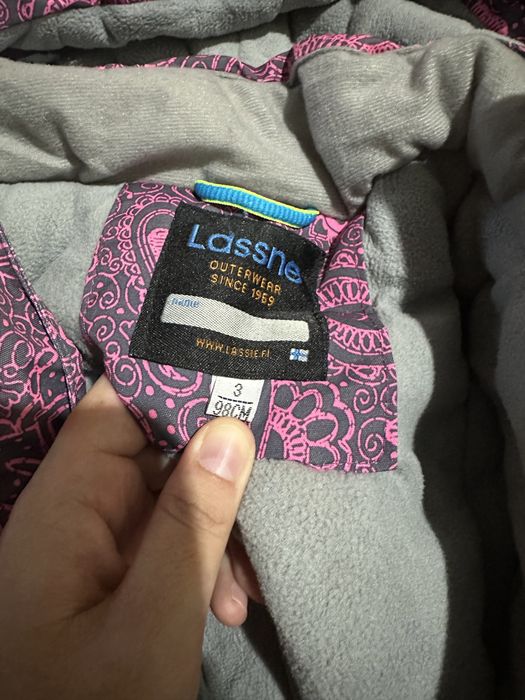 Lassie
OUTERWEAR
SINCE 1969
WWW.LASSIE.FI
3
98CM